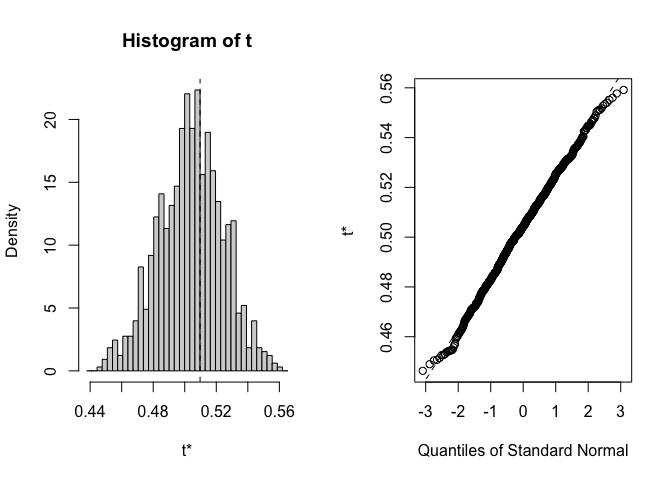 Histogram of t
Density
0 5 10 15 20
0.44 0.48 0.52 0.56
t*
t*
0.46 0.48 0.50 0.52 0.54 0.56
-3 -2 -1 0 1 2 3
Quantiles of Standard Normal